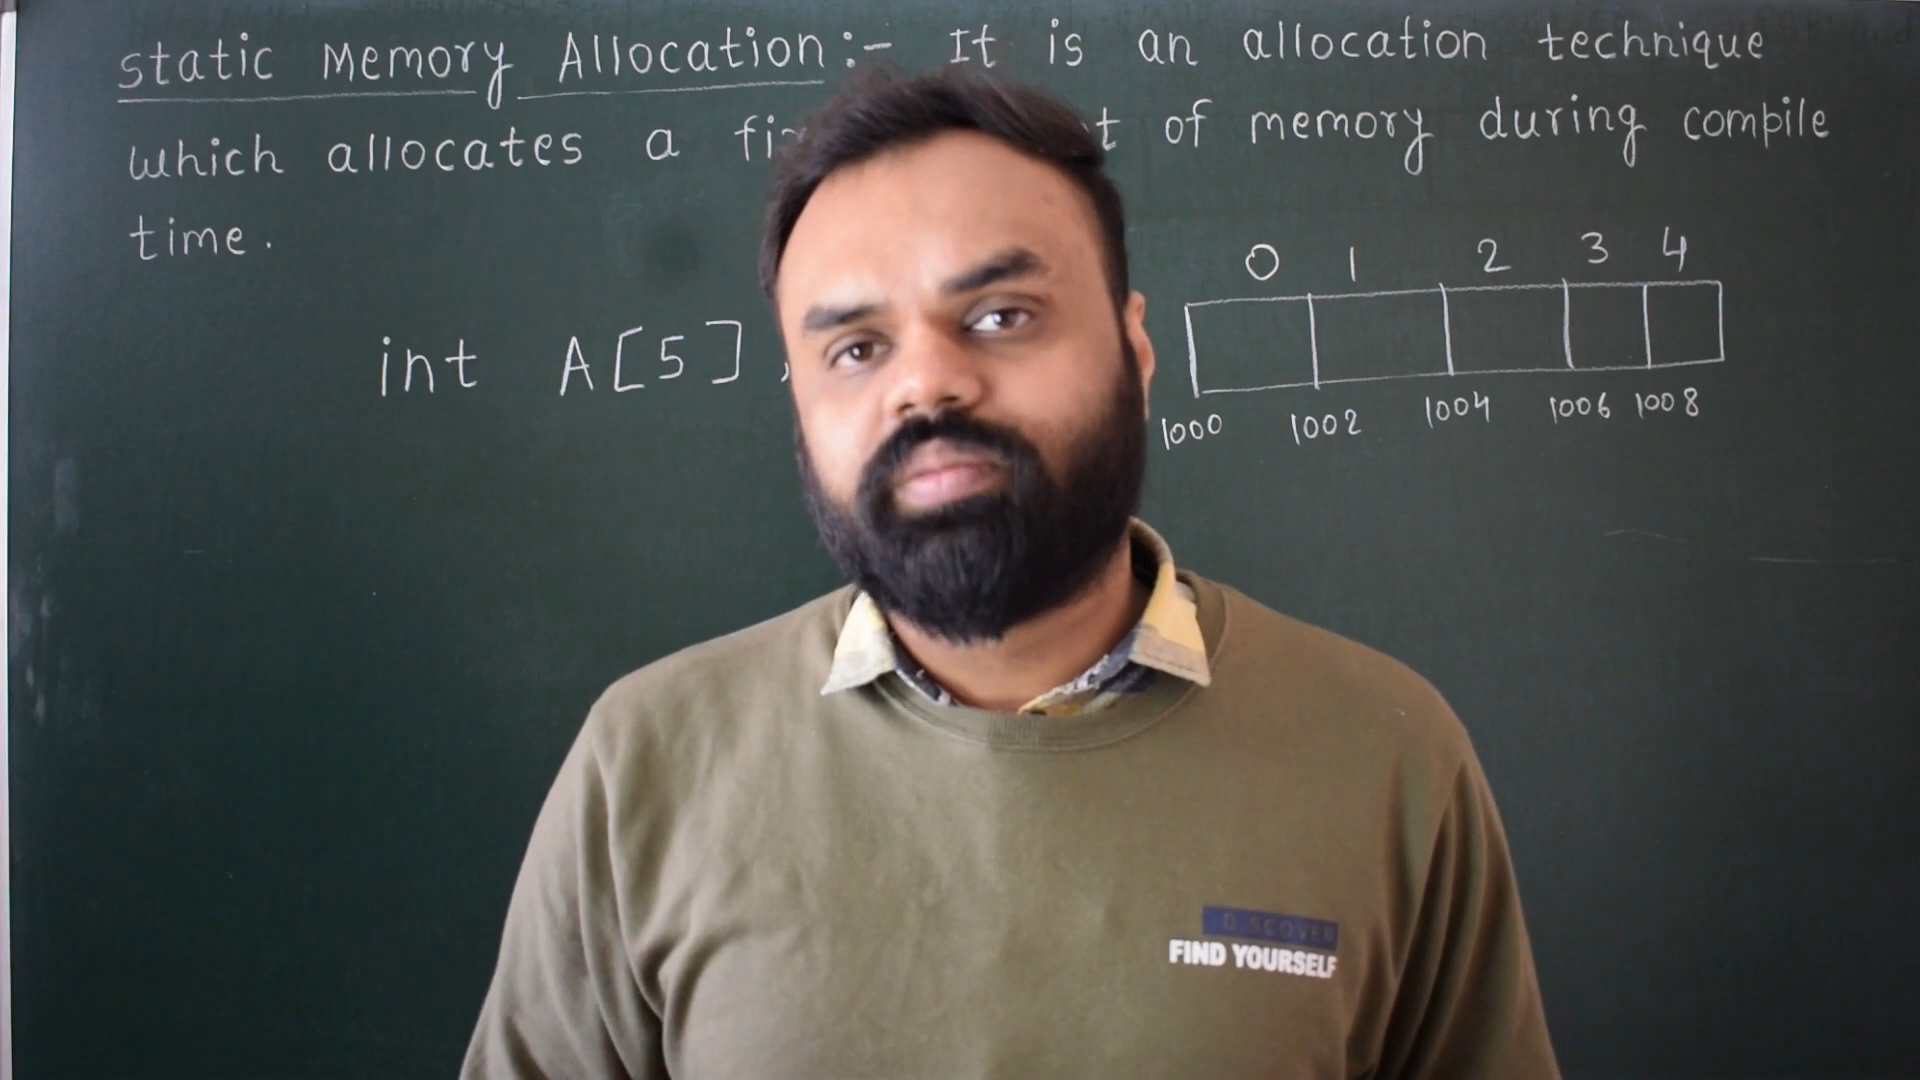 static Memory Allocation :- It is an allocation technique
which allocates a of memory during compile
time.
0 1 2 3 4
int A[5];
1000 1002 1004 1006 1008
FIND YOURSELF